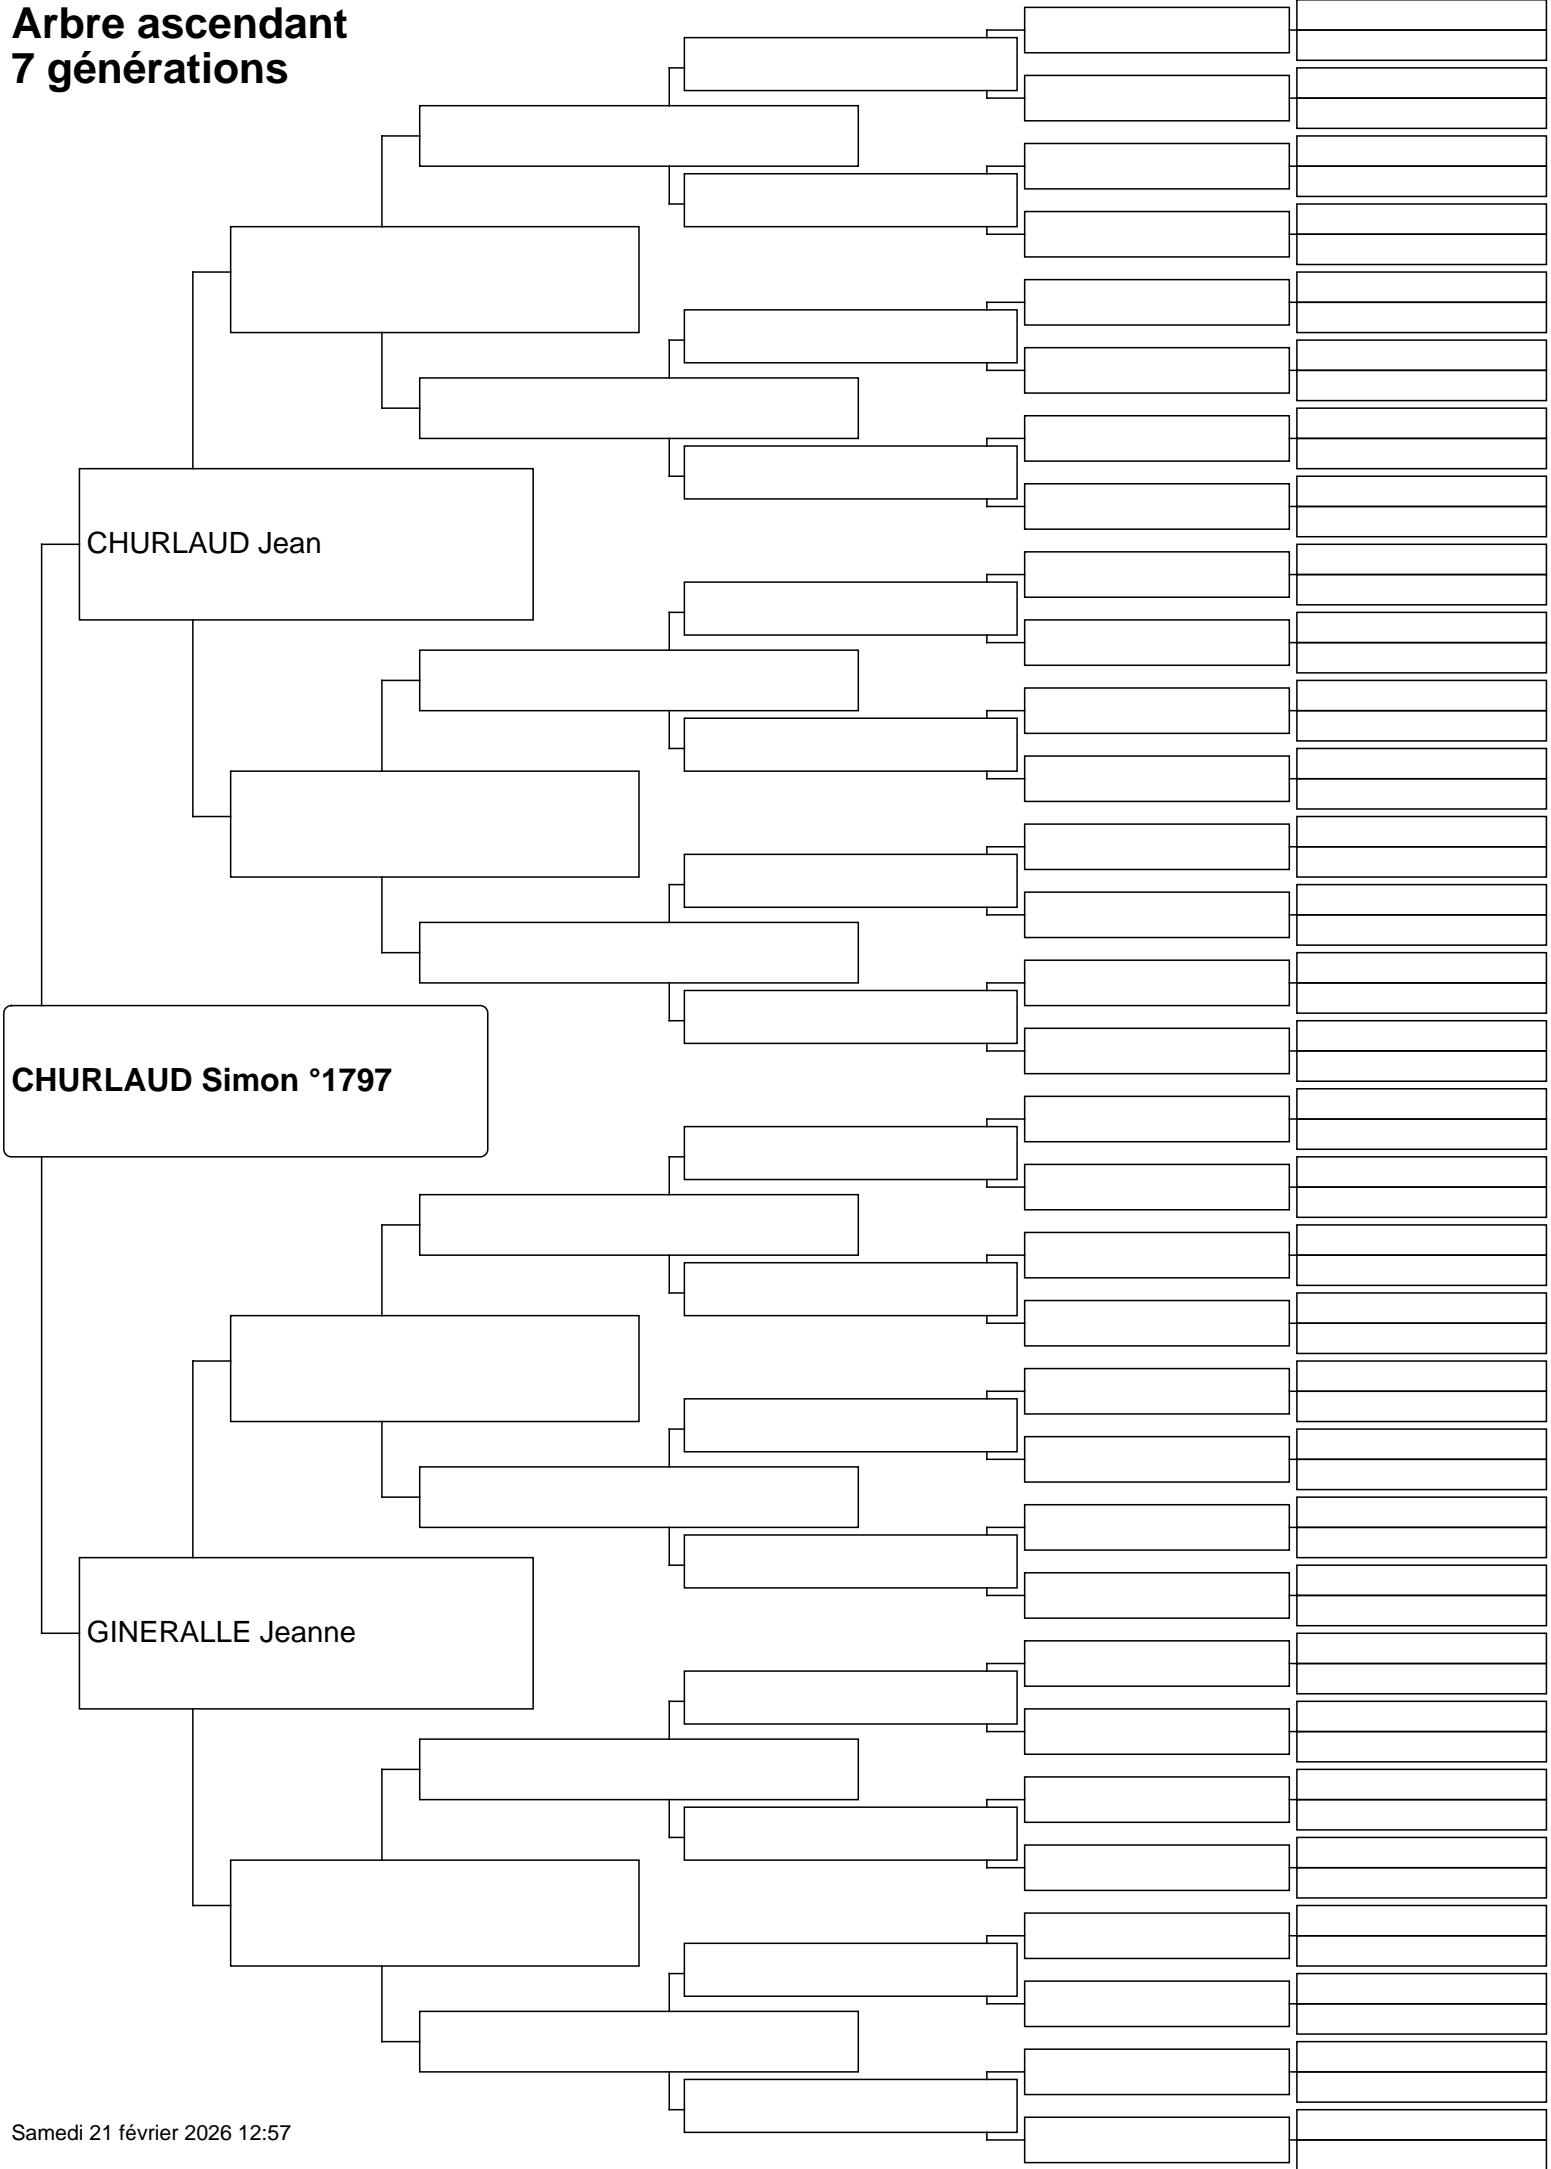 Arbre ascendant
7 générations
CHURLAUD Jean
CHURLAUD Simon °1797
GINERALLE Jeanne
Samedi 21 février 2026 12:57